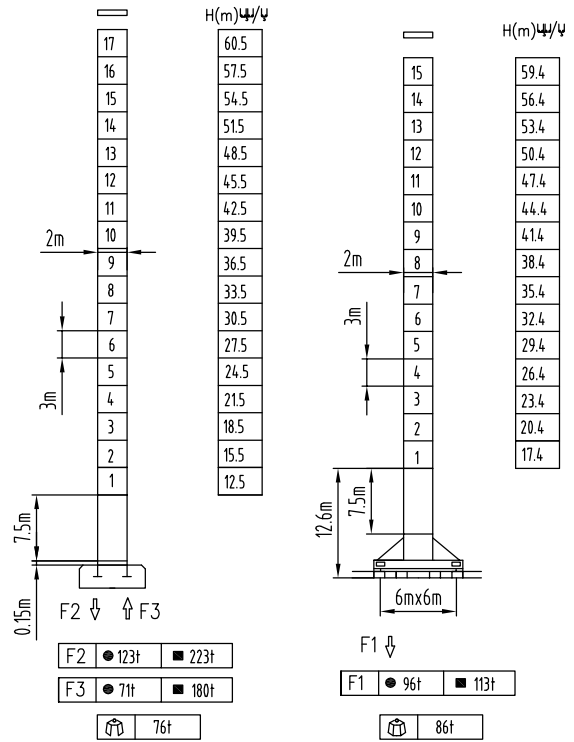 H(m)
17 60.5
16 57.5
15 54.5
14 51.5
13 48.5
12 45.5
11 42.5
10 39.5
9 36.5
8 33.5
7 30.5
6 27.5
5 24.5
4 21.5
3 18.5
2 15.5
1 12.5
2m
3m
7.5m
0.15m
F2 F3
F2 123t 223t
F3 71t 180t
76t
H(m)
15 59.4
14 56.4
13 53.4
12 50.4
11 47.4
10 44.4
9 41.4
8 38.4
7 35.4
6 32.4
5 29.4
4 26.4
3 23.4
2 20.4
1 17.4
2m
3m
12.6m
7.5m
6mx6m
F1
F1 96t 113t
86t